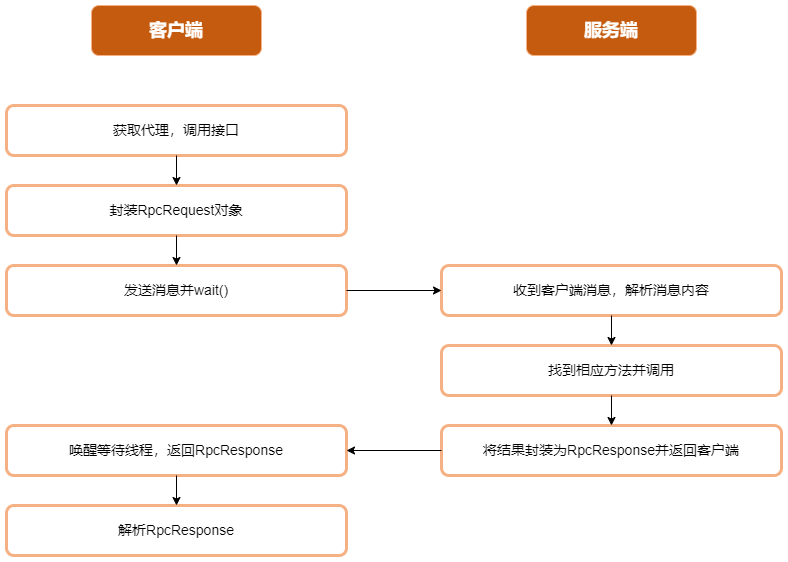 客户端
服务端
获取代理，调用接口
封装RpcRequest对象
发送消息并wait()
收到客户端消息，解析消息内容
找到相应方法并调用
将结果封装为RpcResponse并返回客户端
唤醒等待线程，返回RpcResponse
解析RpcResponse